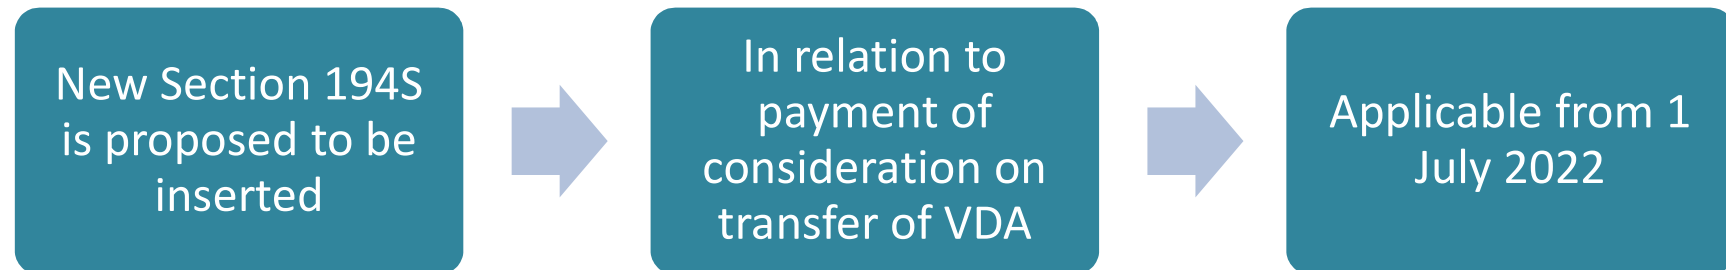 New Section 194S
is proposed to be
inserted
In relation to
payment of
consideration on
transfer of VDA
Applicable from 1
July 2022